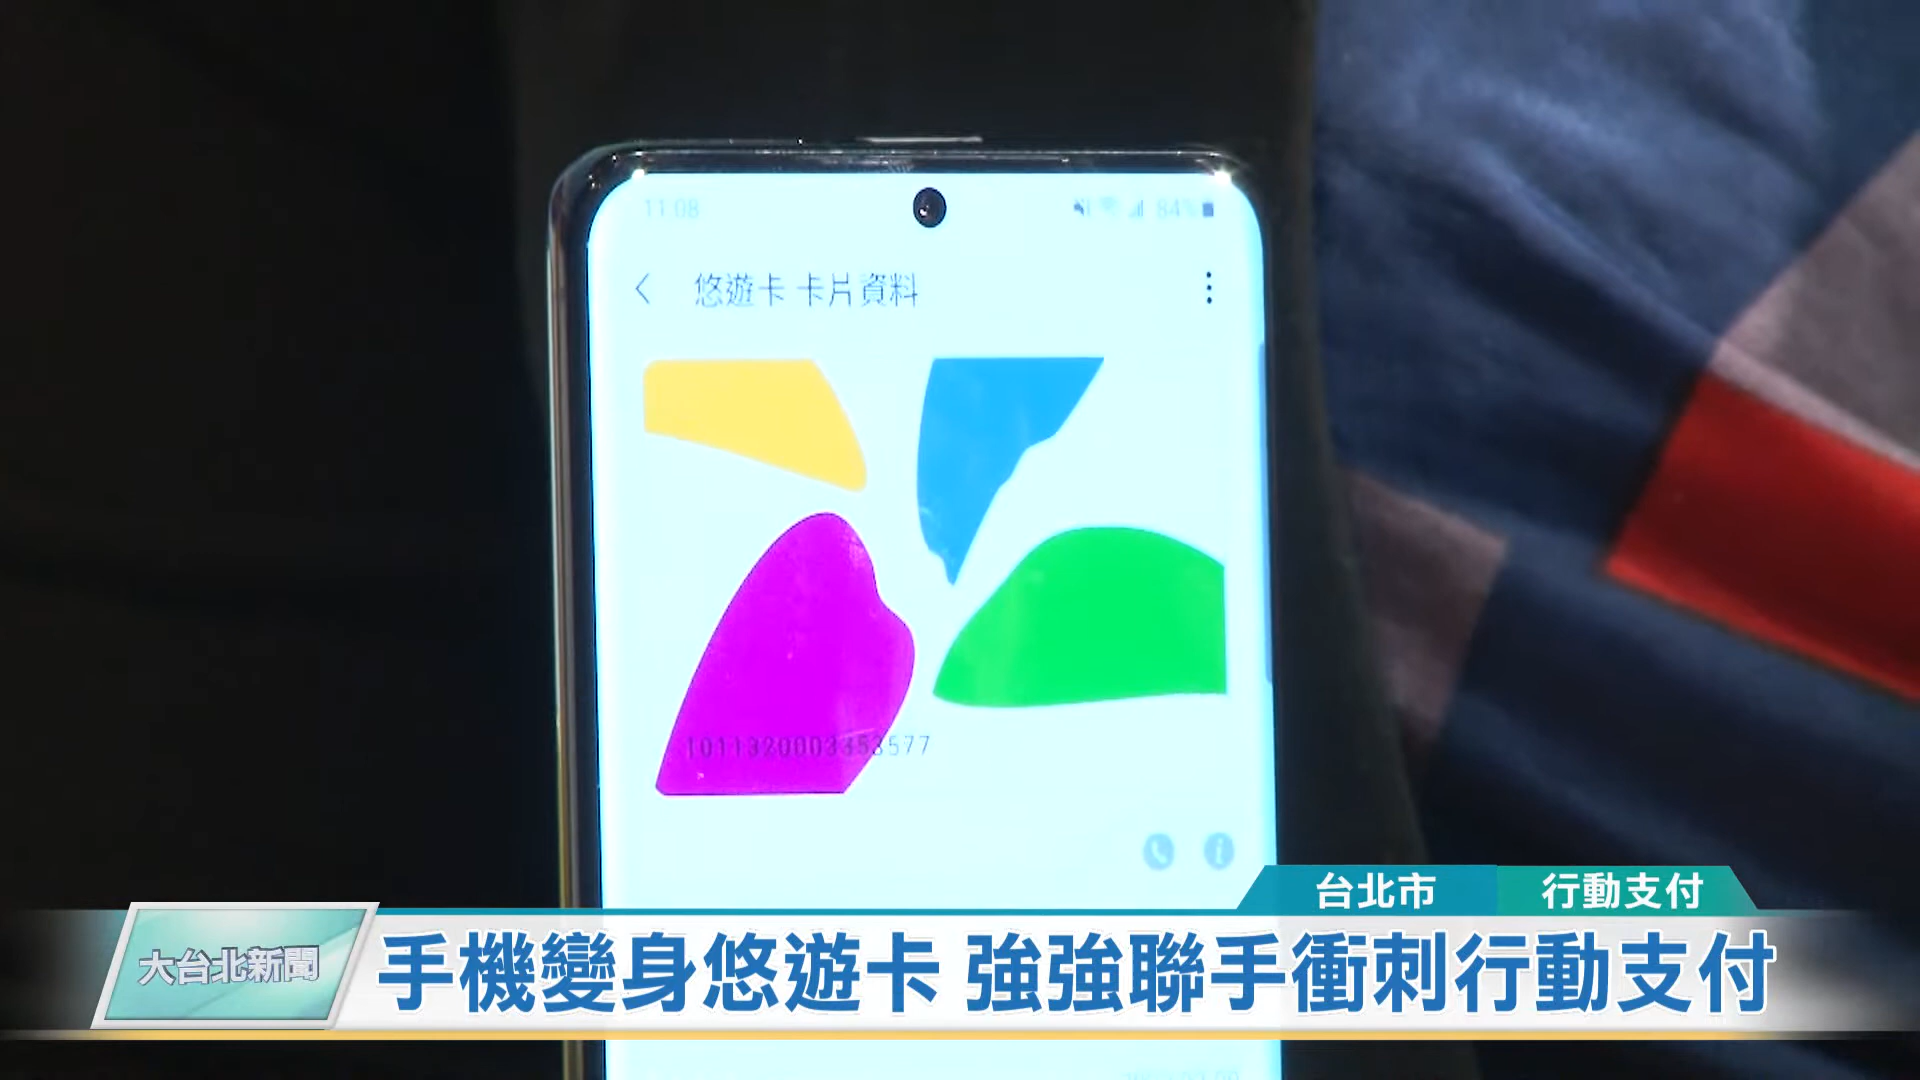 11:08
84%
悠遊卡 卡片資料
1011320003353577
台北市
行動支付
大台北新聞
手機變身悠遊卡 強強聯手衝刺行動支付